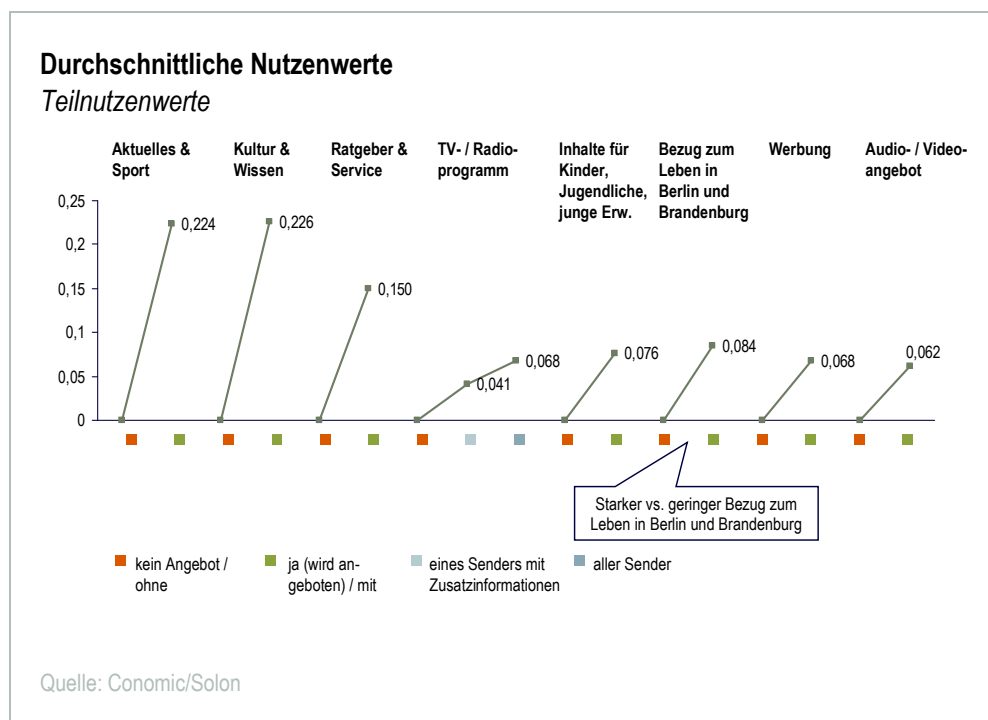 Durchschnittliche Nutzenwerte
Teilnutzenwerte
Aktuelles &
Sport
Kultur &
Wissen
Ratgeber &
Service
TV- / Radio-
programm
Inhalte für
Kinder,
Jugendliche,
junge Erw.
Bezug zum
Leben in
Berlin und
Brandenburg
Werbung
Audio- / Video-
angebot
0,25
0,2
0,15
0,1
0,05
0
0,224
0,226
0,150
0,041
0,068
0,076
0,084
0,068
0,062
Starker vs. geringer Bezug zum
Leben in Berlin und Brandenburg
kein Angebot /
ohne
ja (wird an-
geboten) / mit
eines Senders mit
Zusatzinformationen
aller Sender
Quelle: Conomic/Solon